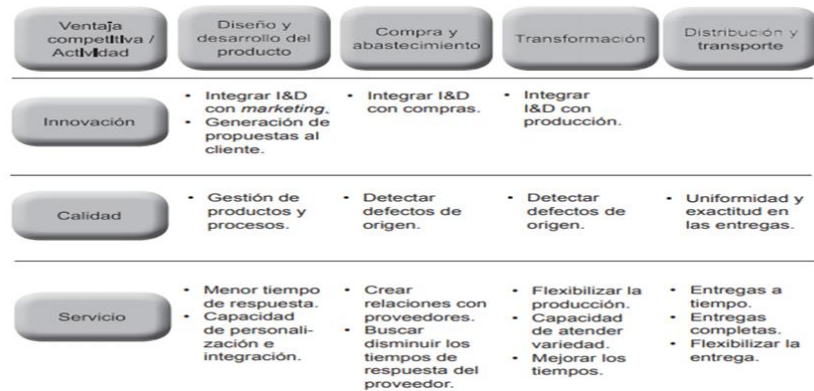 Ventaja
competitiva /
Actividad
Diseño y
desarrollo del
producto
Compra y
abastecimiento
Transformación
Distribución y
transporte
Innovación
• Integrar I&D
con marketing.
• Generación de
propuestas al
cliente.
• Integrar I&D
con compras.
• Integrar
I&D con
producción.
Calidad
• Gestión de
productos y
procesos.
• Detectar
defectos de
origen.
• Detectar
defectos de
origen.
• Uniformidad y
exactitud en
las entregas.
Servicio
• Menor tiempo
de respuesta.
• Capacidad
de personali-
zación e
integración.
• Crear
relaciones con
proveedores.
• Buscar
disminuir los
tiempos de
respuesta del
proveedor.
• Flexibilizar la
producción.
• Capacidad
de atender
variedad.
• Mejorar los
tiempos.
• Entregas a
tiempo.
• Entregas
completas.
• Flexibilizar la
entrega.